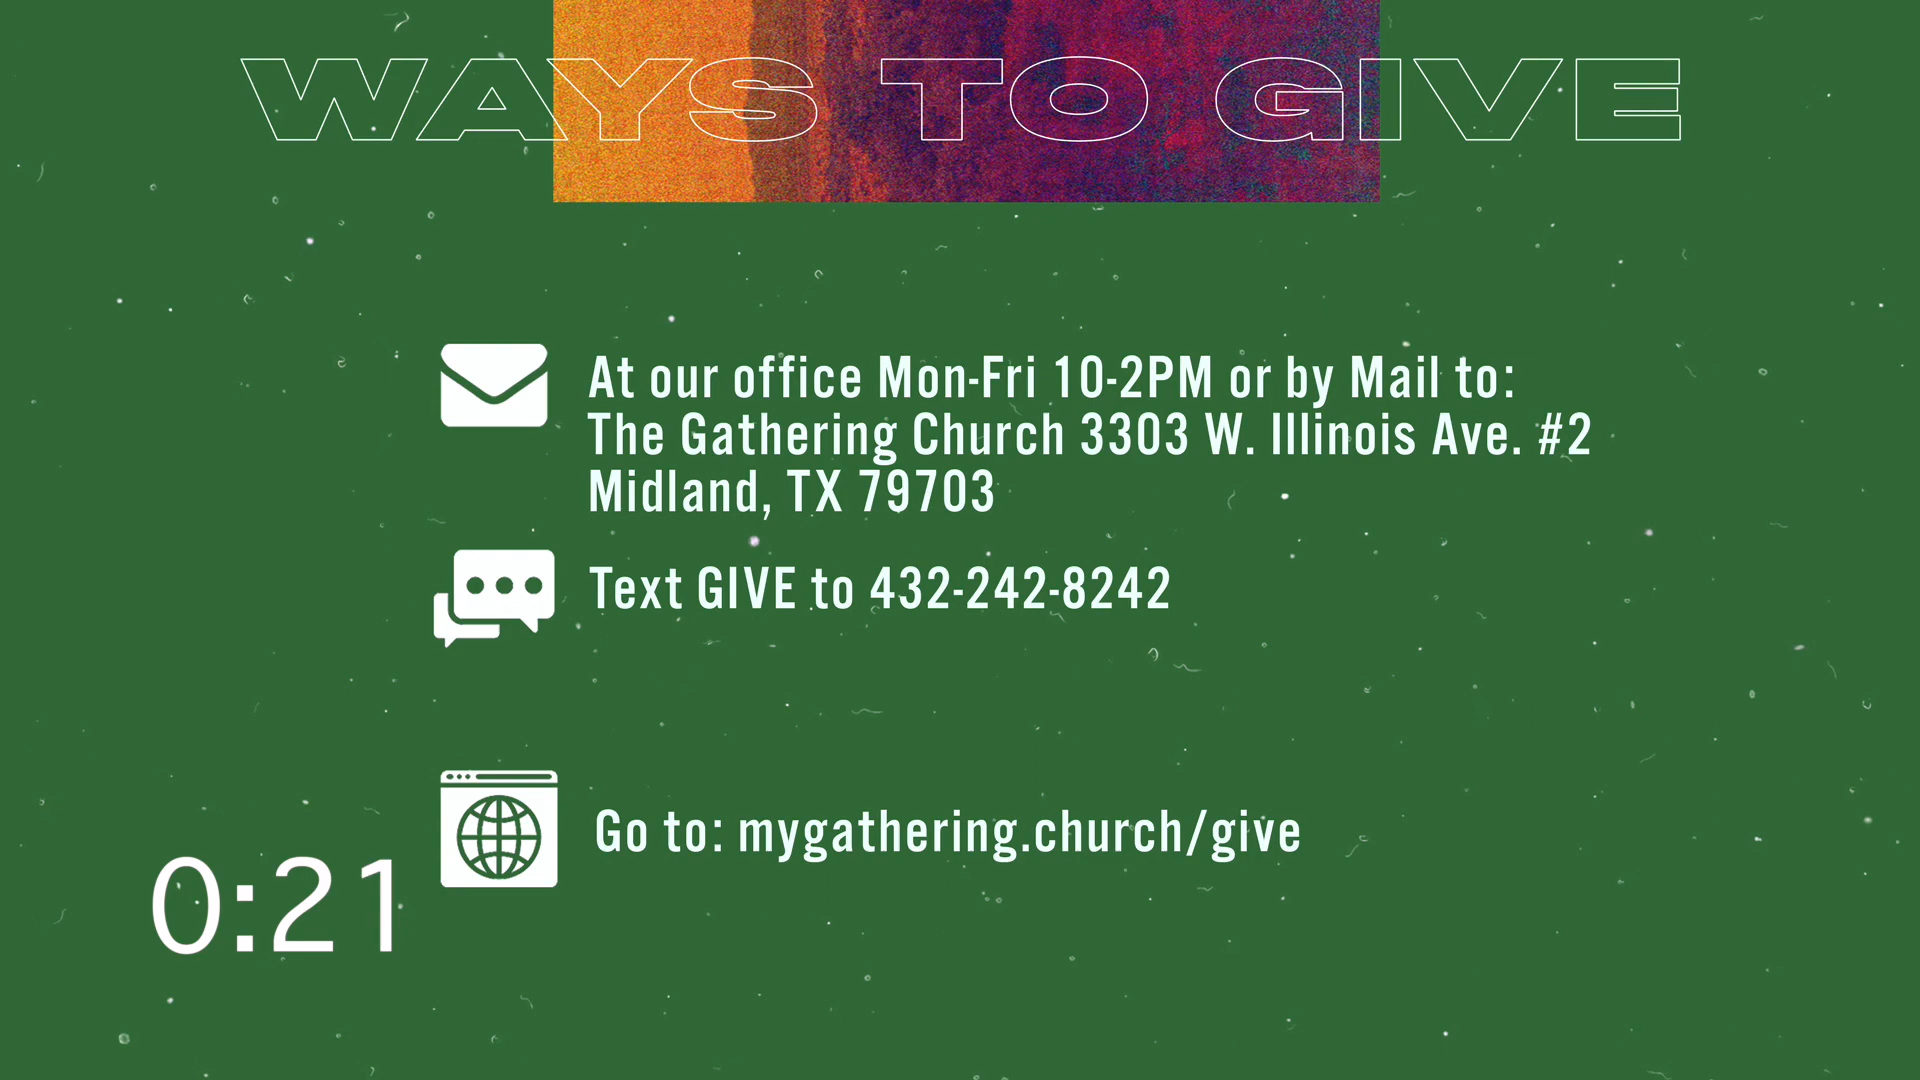 WAYS TO GIVE
At our office Mon-Fri 10-2PM or by Mail to:
The Gathering Church 3303 W. Illinois Ave. #2
Midland, TX 79703
Text GIVE to 432-242-8242
Go to: mygathering.church/give
0:21